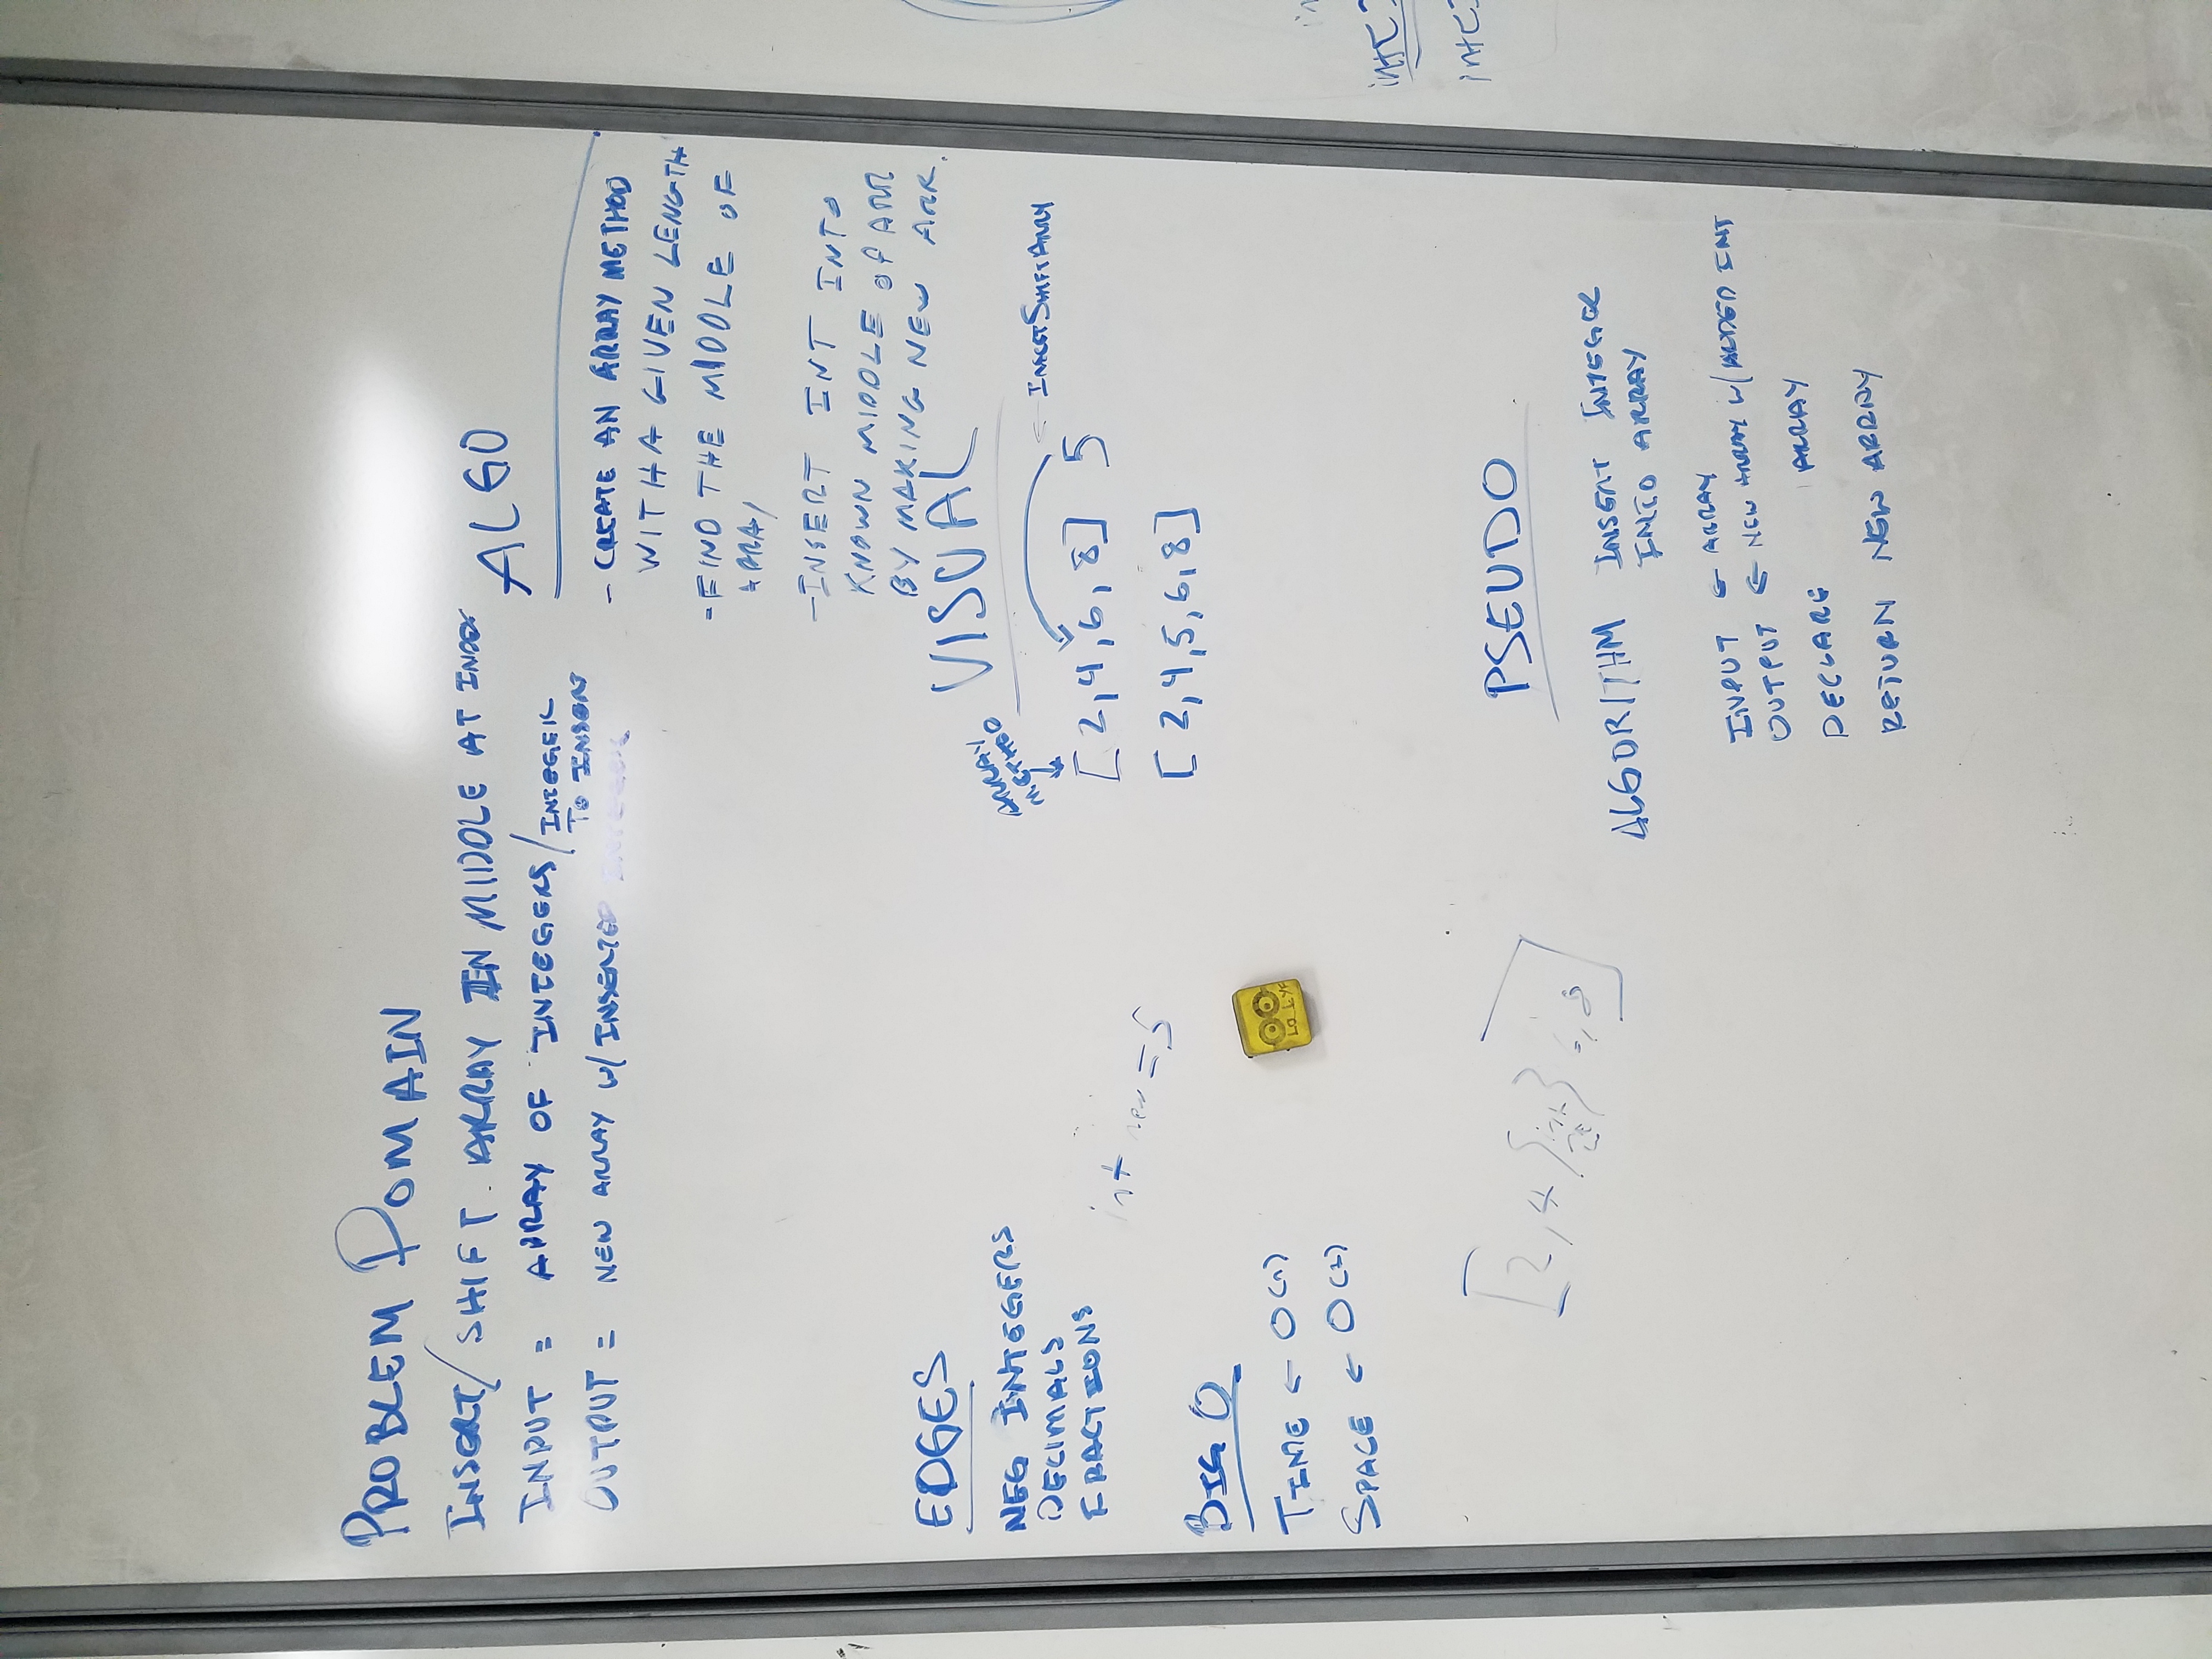 PROBLEM DOMAIN
INSERT/SHIFT ARRAY IN MIDDLE AT INDEX
INPUT = ARRAY OF INTEGERS/INTEGER
TO INSERT
OUTPUT = NEW ARRAY W/ INSERTED INTEGER
ALGO
- CREATE AN ARRAY METHOD
WITH A GIVEN LENGTH
- FIND THE MIDDLE OF
ARRAY
- INSERT INT INTO
KNOWN MIDDLE OF ARR
BY MAKING NEW ARR.
EDGES
NEG INTEGERS
DECIMALS
FRACTIONS
int new = 5
BIG O
TIME ← O(n)
SPACE ← O(1)
VISUAL
ARRAY
METHOD
← INSERTSHIFTARRY
[2,4,6,8] 5
[2,4,5,6,8]
LO LYF
[2,4 {int} 6,8]
PSEUDO
ALGORITHM INSERT INTEGER
INTO ARRAY
INPUT ← ARRAY
OUTPUT ← NEW ARRAY W/ ADDED INT
DECLARE ARRAY
RETURN NEW ARRAY
int[]
int[]